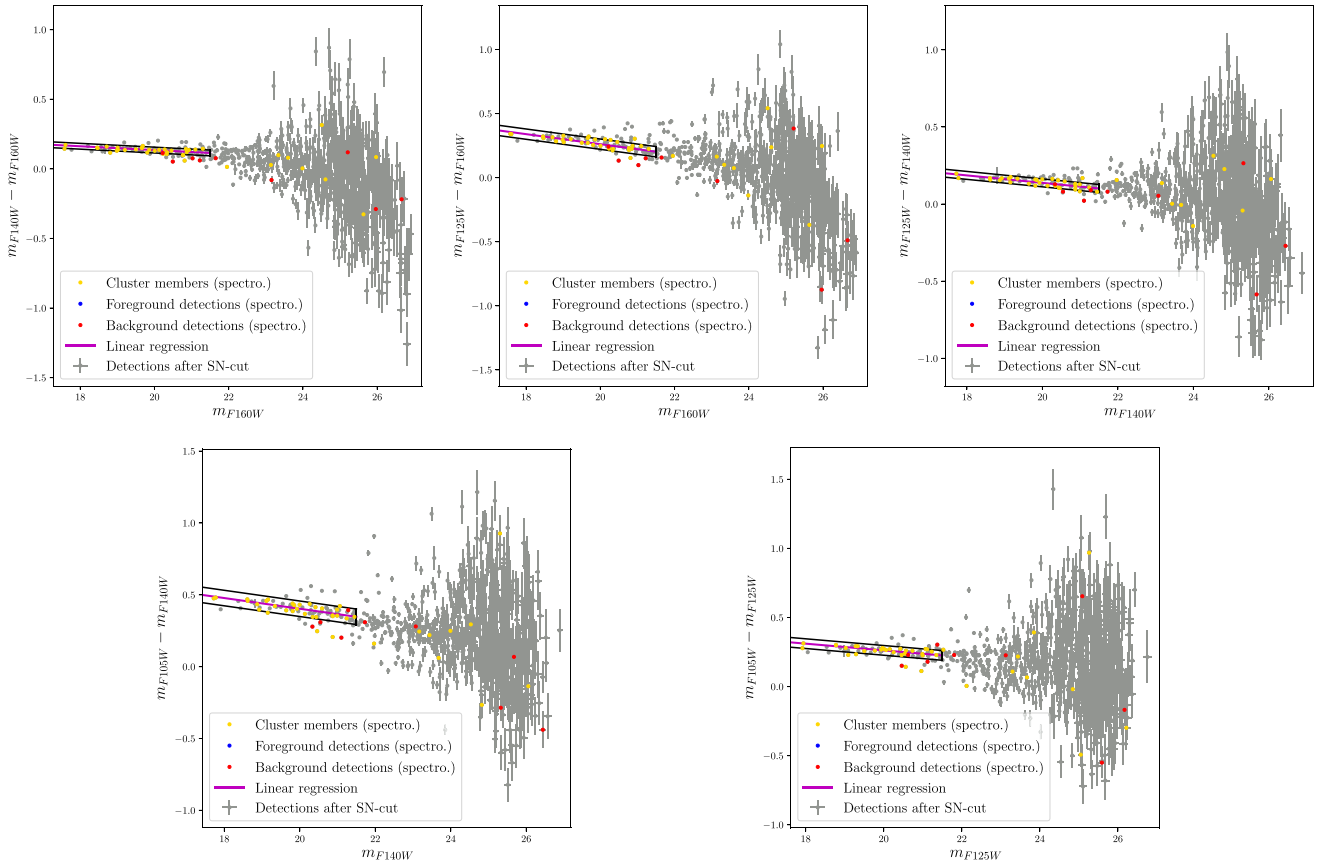 1.0
0.5
0.0
−0.5
−1.0
−1.5
m_{F140W} − m_{F160W}
Cluster members (spectro.)
Foreground detections (spectro.)
Background detections (spectro.)
Linear regression
Detections after SN-cut
18 20 22 24 26
m_{F160W}
1.0
0.5
0.0
−0.5
−1.0
−1.5
m_{F125W} − m_{F160W}
Cluster members (spectro.)
Foreground detections (spectro.)
Background detections (spectro.)
Linear regression
Detections after SN-cut
18 20 22 24 26
m_{F160W}
1.0
0.5
0.0
−0.5
−1.0
m_{F125W} − m_{F140W}
Cluster members (spectro.)
Foreground detections (spectro.)
Background detections (spectro.)
Linear regression
Detections after SN-cut
18 20 22 24 26
m_{F140W}
1.5
1.0
0.5
0.0
−0.5
−1.0
m_{F105W} − m_{F140W}
Cluster members (spectro.)
Foreground detections (spectro.)
Background detections (spectro.)
Linear regression
Detections after SN-cut
18 20 22 24 26
m_{F140W}
1.5
1.0
0.5
0.0
−0.5
−1.0
m_{F105W} − m_{F125W}
Cluster members (spectro.)
Foreground detections (spectro.)
Background detections (spectro.)
Linear regression
Detections after SN-cut
18 20 22 24 26
m_{F125W}